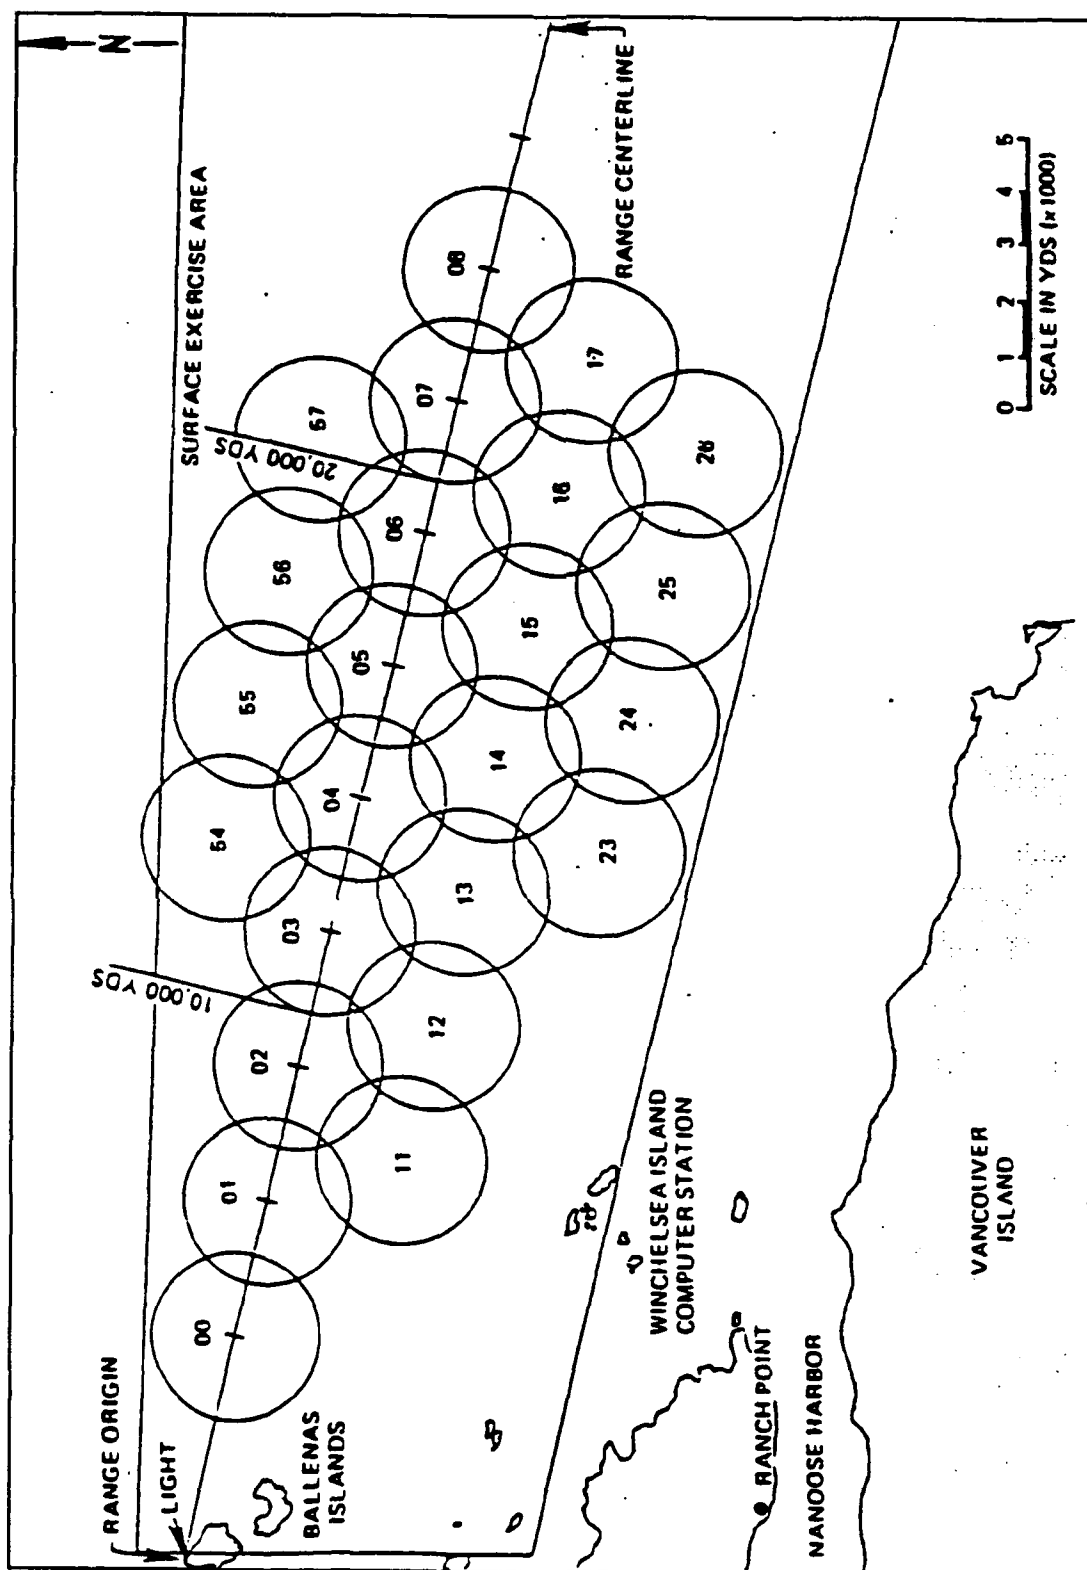 N
RANGE ORIGIN
LIGHT
BALLENAS
ISLANDS
SURFACE EXERCISE AREA
10,000 YDS
20,000 YDS
00
01
02
03
04
05
06
07
08
54
55
56
57
11
12
13
14
15
16
17
23
24
25
26
RANGE CENTERLINE
WINCHELSEA ISLAND
COMPUTER STATION
RANCH POINT
NANOOSE HARBOR
VANCOUVER
ISLAND
0 1 2 3 4 5
SCALE IN YDS (x 1000)